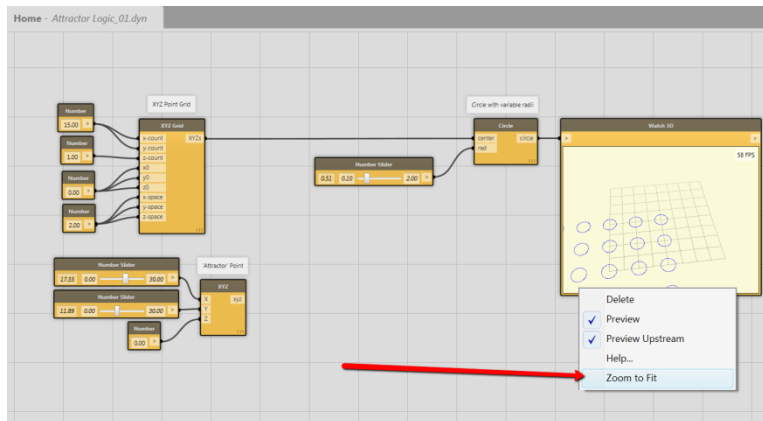 Home - Attractor Logic_01.dyn
XYZ Point Grid
Circle with variable radii
Number
15.00 >
Number
1.00 >
Number
0.00 >
Number
2.00 >
XYZ Grid
x-count XYZs
y-count
z-count
x0
y0
z0
x-space
y-space
z-space
Number Slider
0.51 0.10 2.00 >
Circle
center circle
rad
Watch 3D
> >
58 FPS
Number Slider
17.55 0.00 30.00 >
Number Slider
11.89 0.00 30.00 >
Number
0.00 >
'Attractor' Point
XYZ
X xyz
Y
Z
Delete
Preview
Preview Upstream
Help...
Zoom to Fit